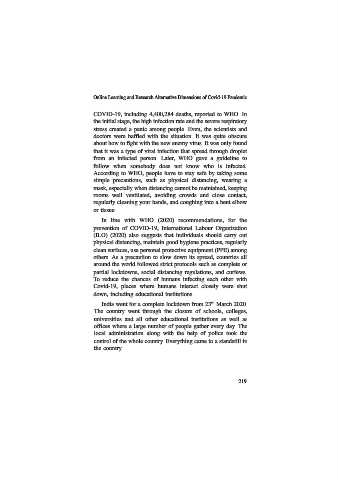 Online Learning and Research Alternative Dimensions of Covid-19 Pandemic
COVID-19, including 4,400,284 deaths, reported to WHO. In
the initial stage, the high infection rate and the severe respiratory
stress created a panic among people. Even, the scientists and
doctors were baffled with the situation. It was quite obscure
about how to fight with the new enemy virus. It was only found
that it was a type of viral infection that spread through droplet
from an infected person. Later, WHO gave a guideline to
follow when somebody does not know who is infected.
According to WHO, people have to stay safe by taking some
simple precautions, such as physical distancing, wearing a
mask, especially when distancing cannot be maintained, keeping
rooms well ventilated, avoiding crowds and close contact,
regularly cleaning your hands, and coughing into a bent elbow
or tissue.
In line with WHO (2020) recommendations, for the
prevention of COVID-19, International Labour Organization
(ILO) (2020) also suggests that individuals should carry out
physical distancing, maintain good hygiene practices, regularly
clean surfaces, use personal protective equipment (PPE) among
others. As a precaution to slow down its spread, countries all
around the world followed strict protocols such as complete or
partial lockdowns, social distancing regulations, and curfews.
To reduce the chances of humans infecting each other with
Covid-19, places where humans interact closely were shut
down, including educational institutions.
India went for a complete lockdown from 23rd March 2020.
The country went through the closure of schools, colleges,
universities and all other educational institutions as well as
offices where a large number of people gather every day. The
local administration along with the help of police took the
control of the whole country. Everything came to a standstill in
the country.
219